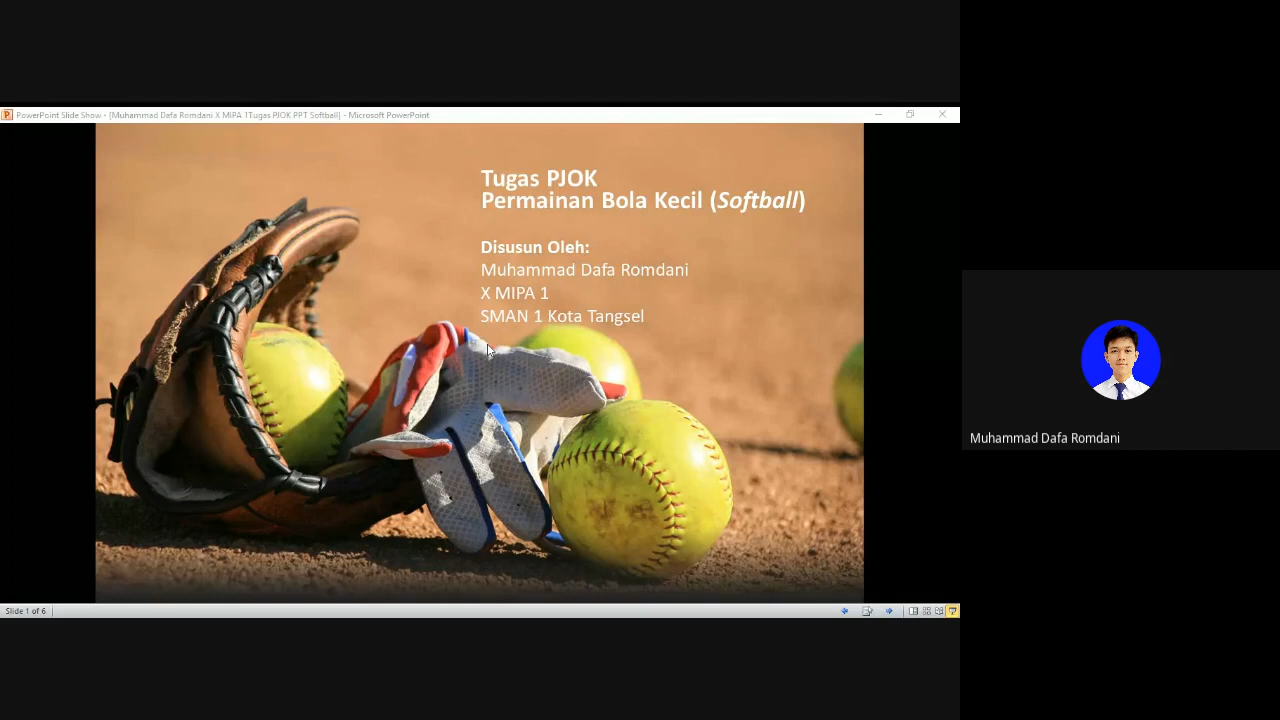 PowerPoint Slide Show - [Muhammad Dafa Romdani X MIPA 1Tugas PJOK PPT Softball] - Microsoft PowerPoint
Tugas PJOK
Permainan Bola Kecil (Softball)
Disusun Oleh:
Muhammad Dafa Romdani
X MIPA 1
SMAN 1 Kota Tangsel
Muhammad Dafa Romdani
Slide 1 of 6